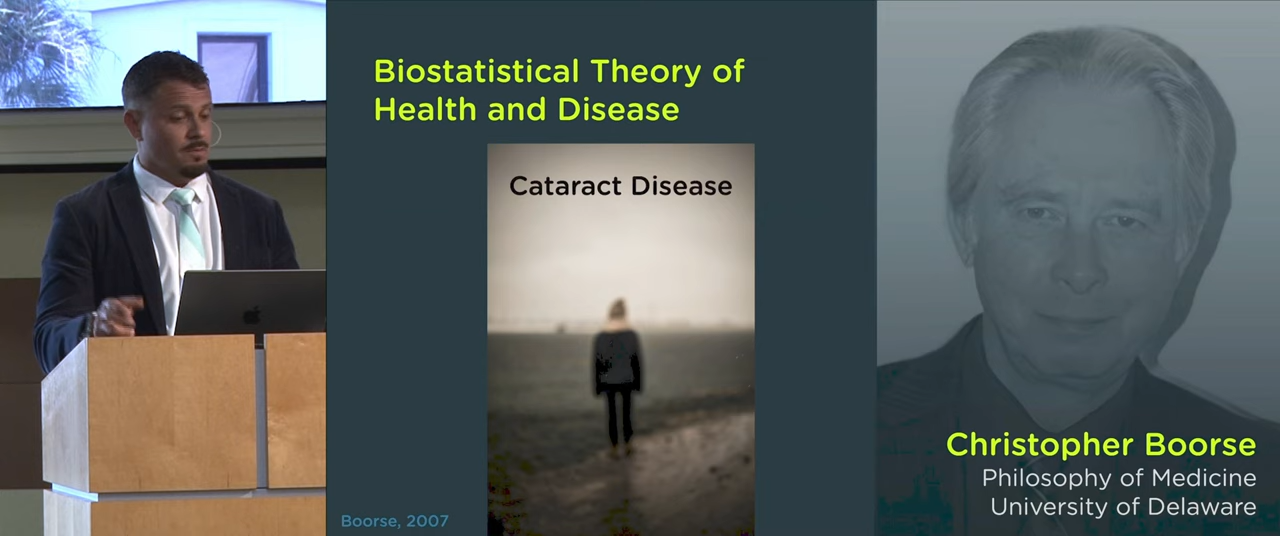 Biostatistical Theory of
Health and Disease
Cataract Disease
Boorse, 2007
Christopher Boorse
Philosophy of Medicine
University of Delaware